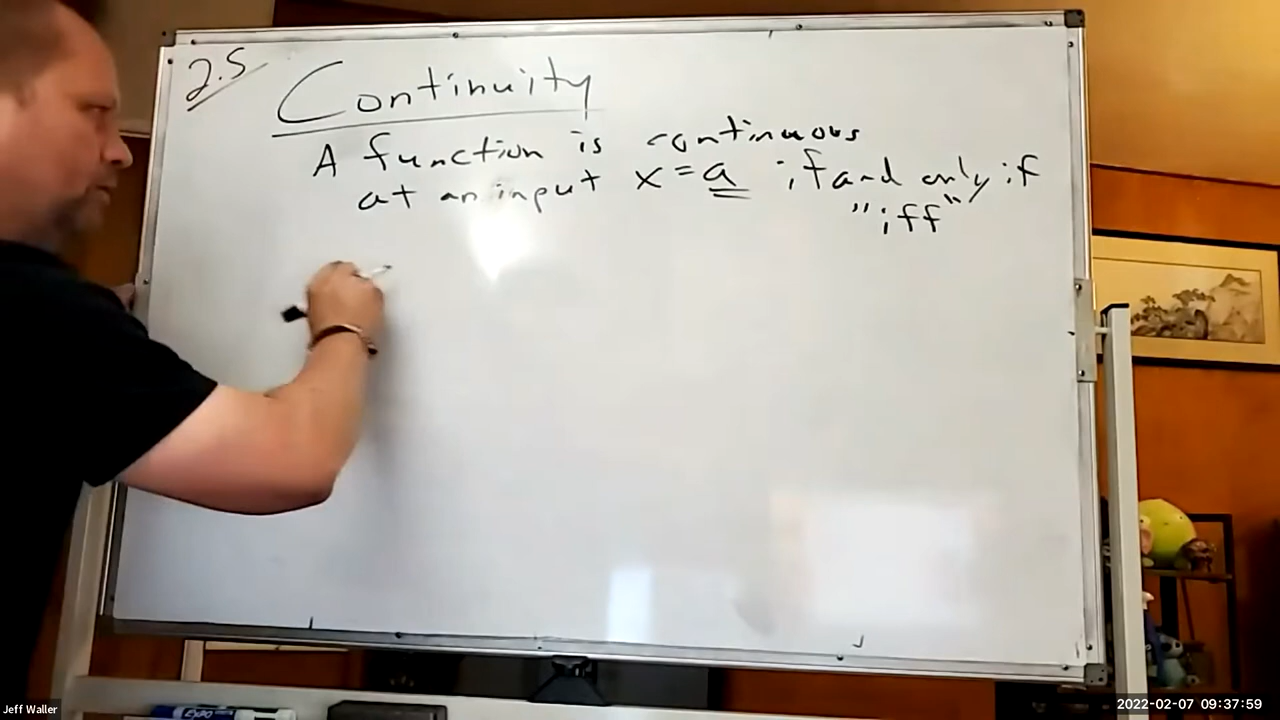 2.5
Continuity
A function is continuous
at an input x=a if and only if
"iff"
EXPO
Jeff Waller
2022-02-07 09:37:59